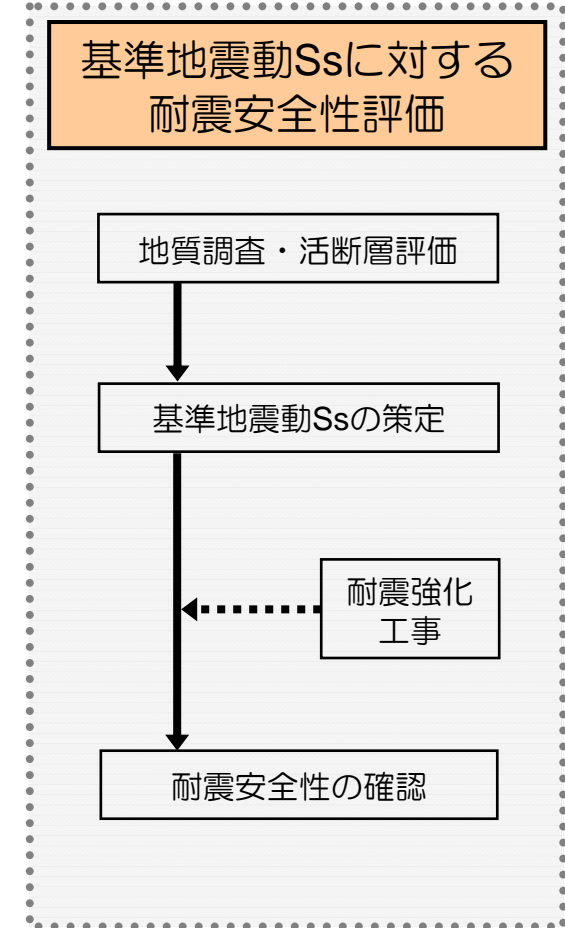 基準地震動Ssに対する
耐震安全性評価
地質調査・活断層評価
基準地震動Ssの策定
耐震強化
工事
耐震安全性の確認